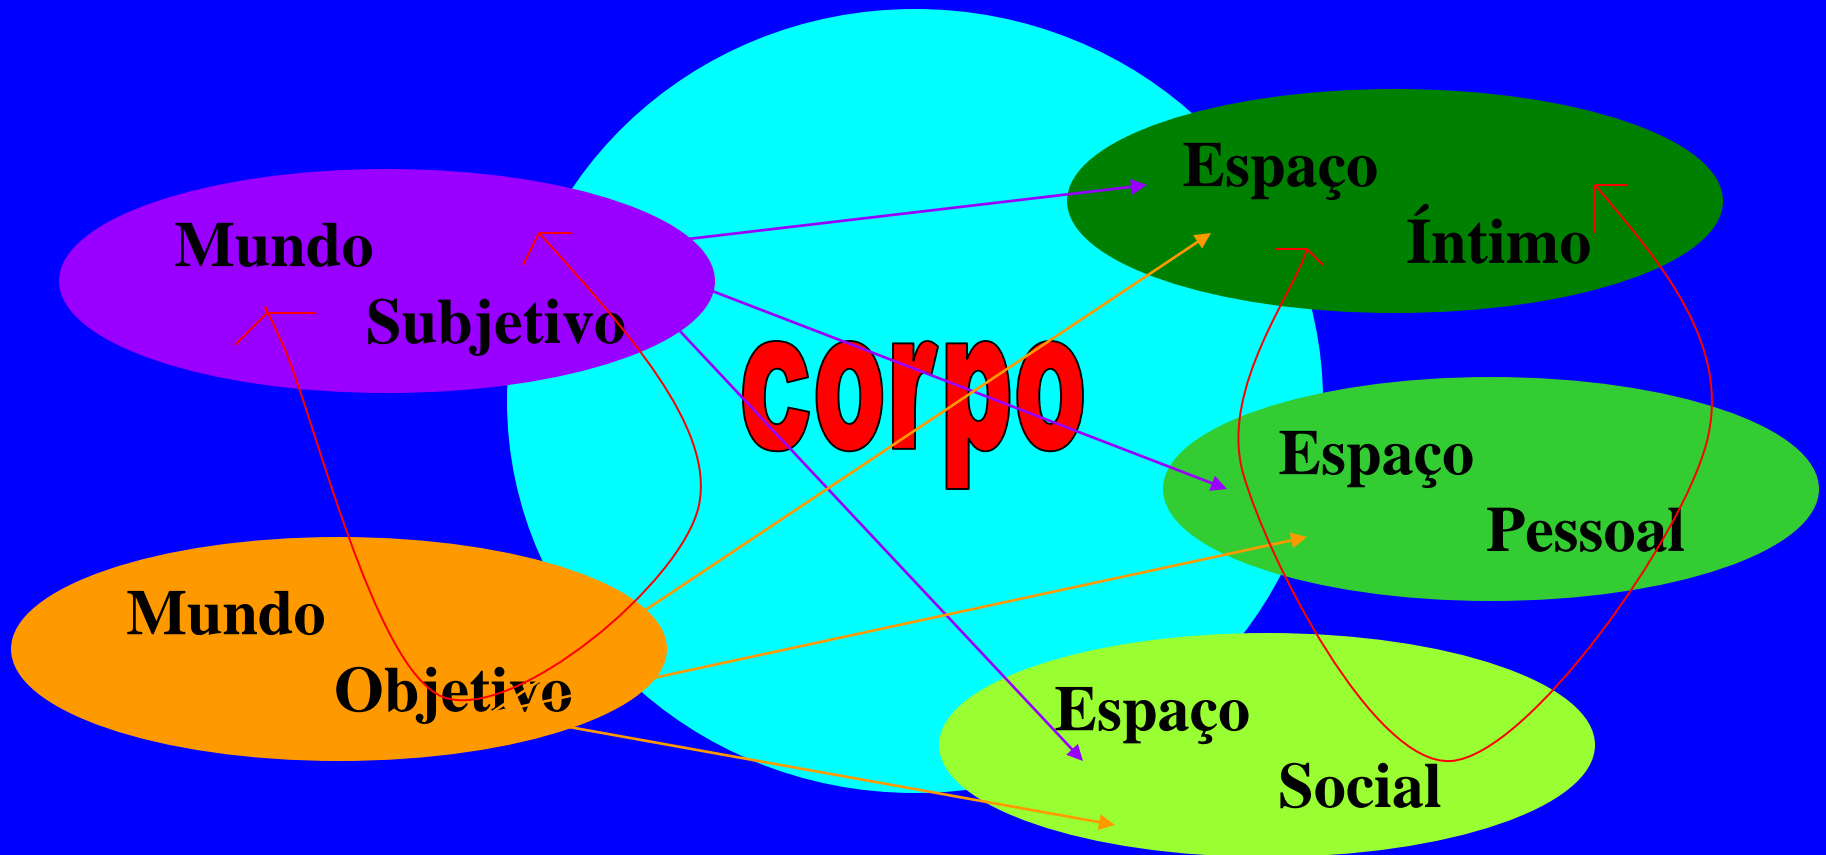 Mundo
Subjetivo
Mundo
Objetivo
corpo
Espaço
Íntimo
Espaço
Pessoal
Espaço
Social